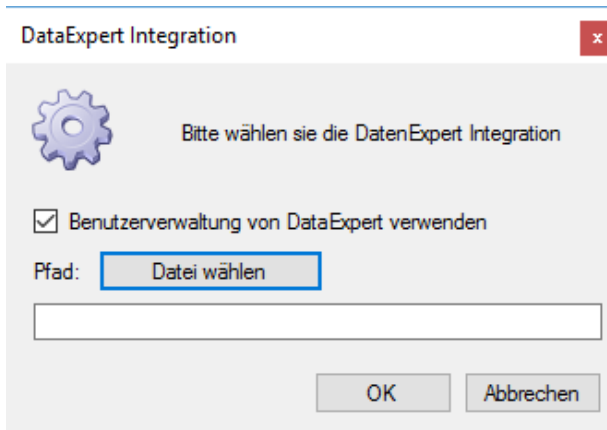 DataExpert Integration
x
Bitte wählen sie die DatenExpert Integration
Benutzerverwaltung von DataExpert verwenden
Pfad: Datei wählen
OK Abbrechen